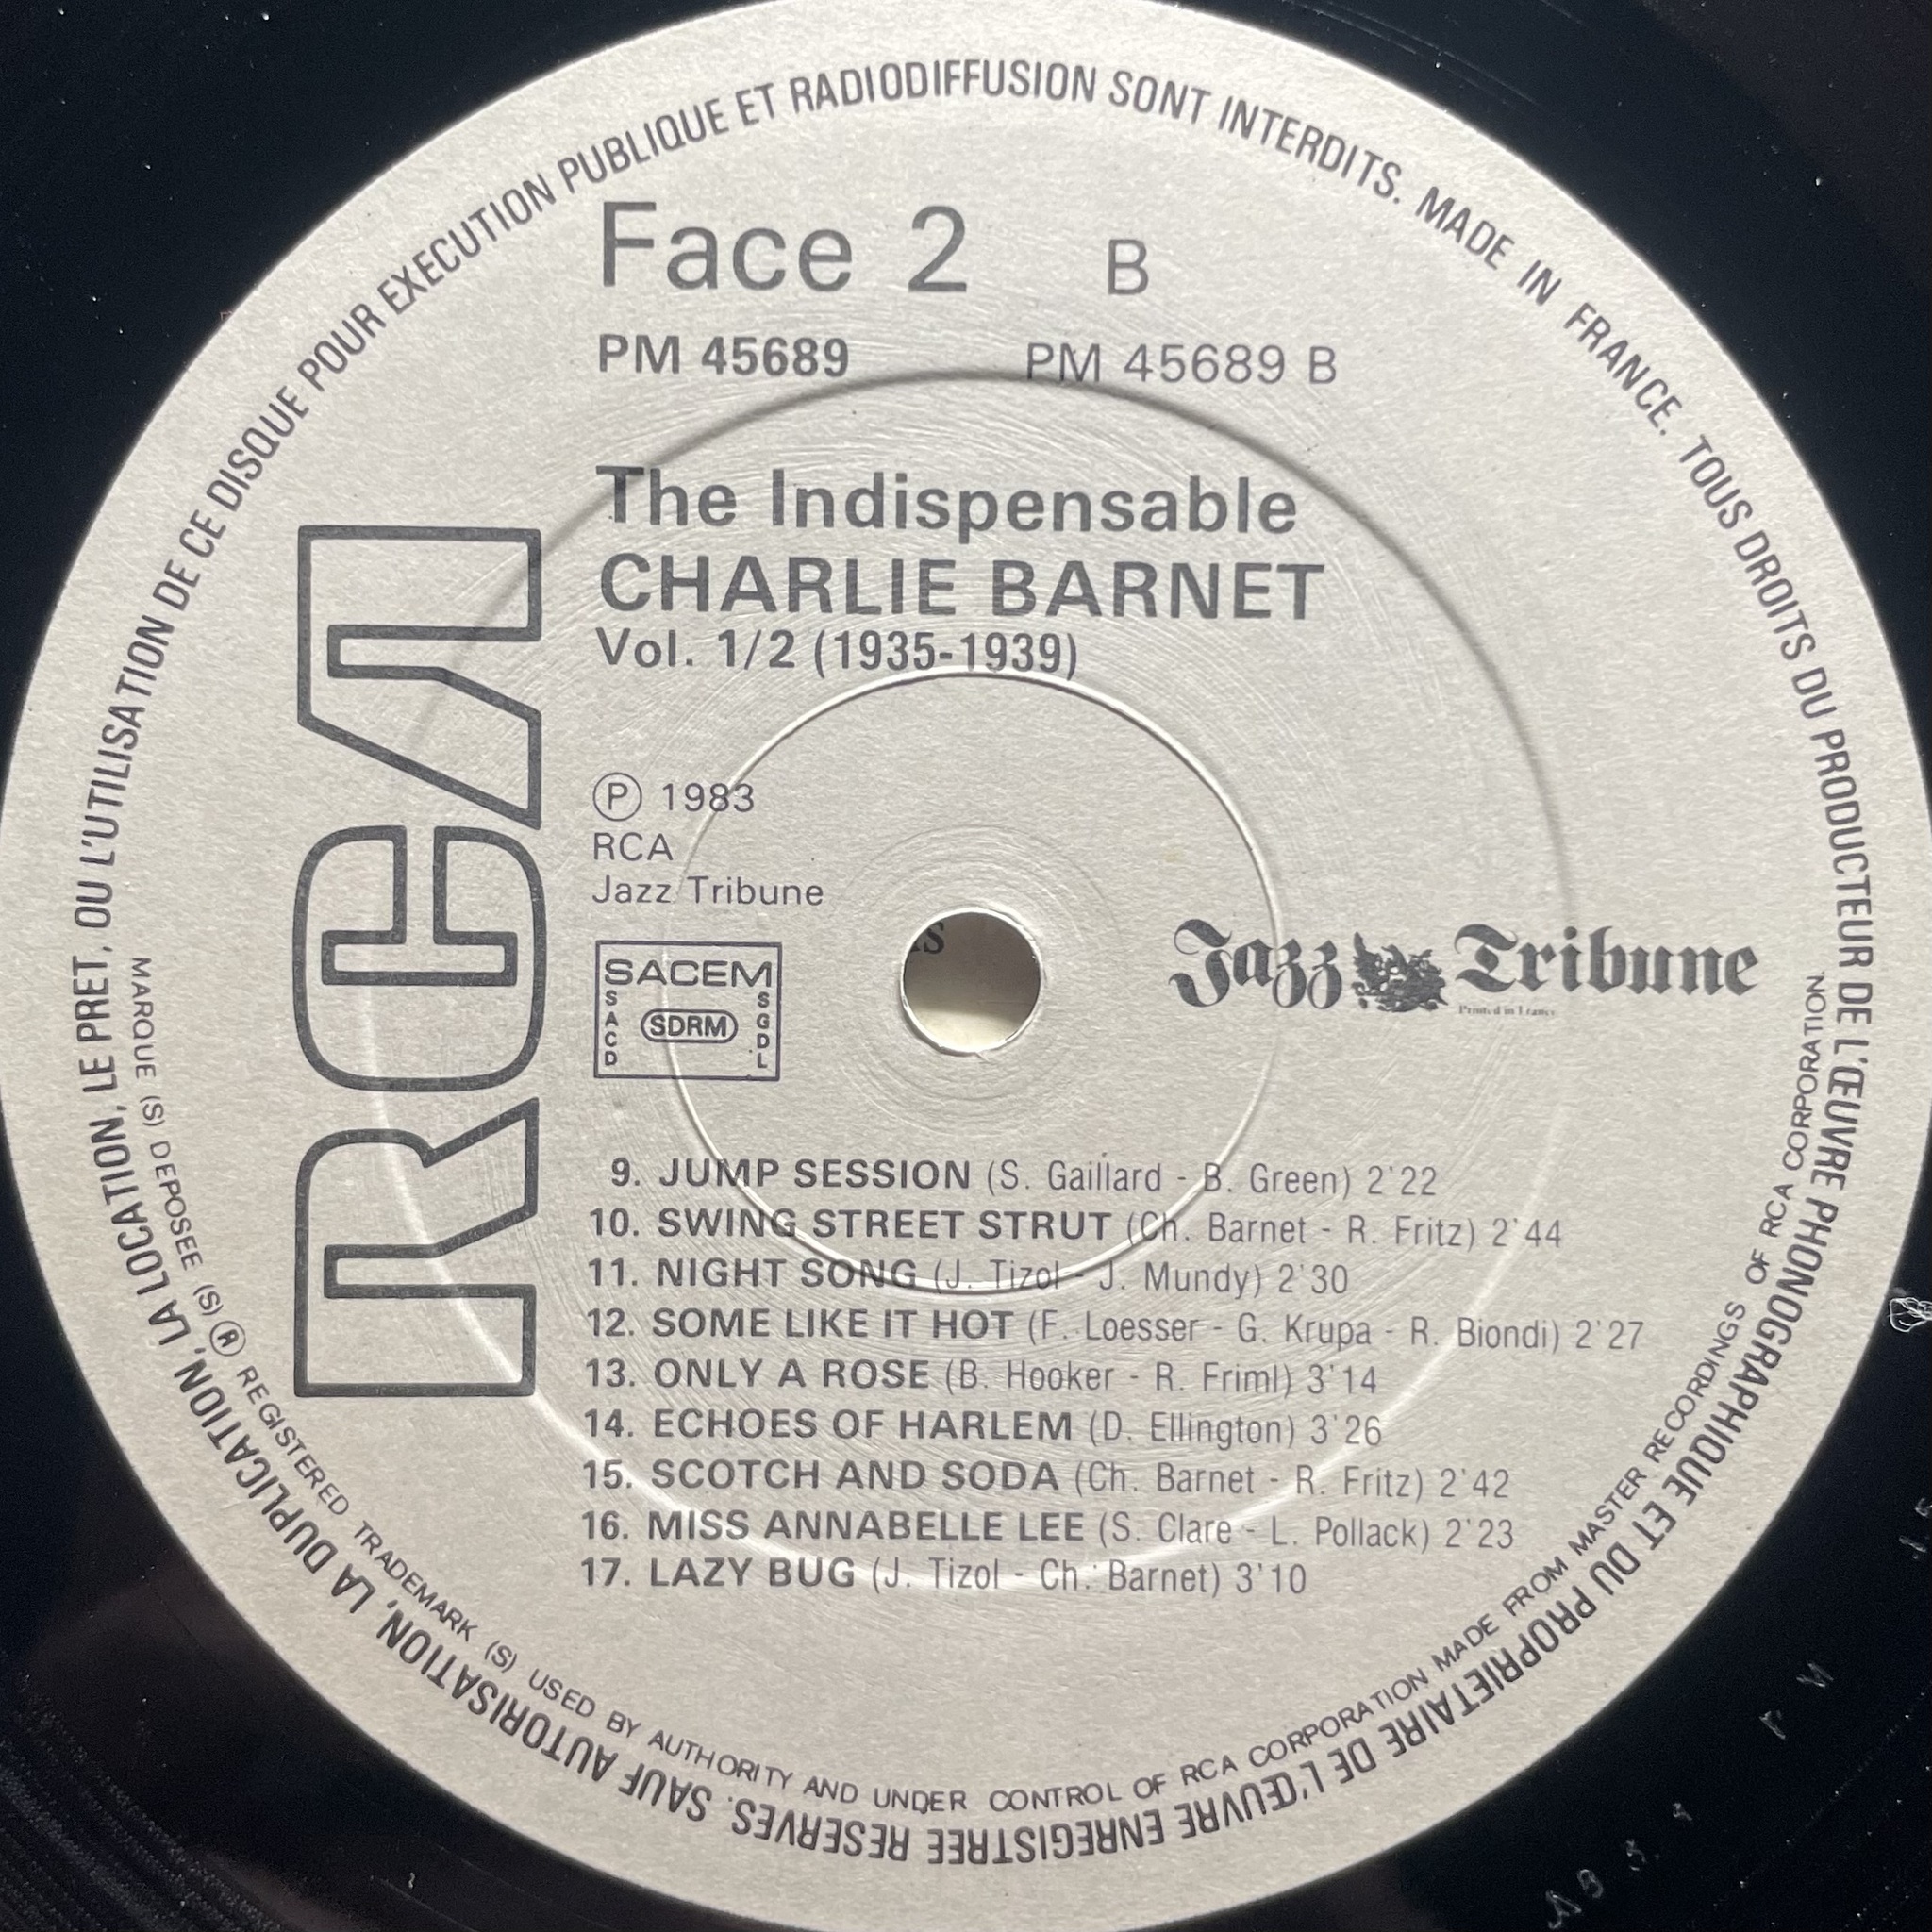 Face 2 B
PM 45689 PM 45689 B
The Indispensable
CHARLIE BARNET
Vol. 1/2 (1935-1939)
RCA
Ⓟ 1983
RCA
Jazz Tribune
SACEM
SACD SDRM SGDL
Jazz Tribune
Printed in France
9. JUMP SESSION (S. Gaillard - B. Green) 2'22
10. SWING STREET STRUT (Ch. Barnet - R. Fritz) 2'44
11. NIGHT SONG (J. Tizol - J. Mundy) 2'30
12. SOME LIKE IT HOT (F. Loesser - G. Krupa - R. Biondi) 2'27
13. ONLY A ROSE (B. Hooker - R. Friml) 3'14
14. ECHOES OF HARLEM (D. Ellington) 3'26
15. SCOTCH AND SODA (Ch. Barnet - R. Fritz) 2'42
16. MISS ANNABELLE LEE (S. Clare - L. Pollack) 2'23
17. LAZY BUG (J. Tizol - Ch. Barnet) 3'10
MADE IN FRANCE. TOUS DROITS DU PRODUCTEUR DE L'ŒUVRE PHONOGRAPHIQUE ET DU PROPRIETAIRE DE L'ŒUVRE ENREGISTREE RESERVES. SAUF AUTORISATION, LA DUPLICATION, LA LOCATION, LE PRET, OU L'UTILISATION DE CE DISQUE POUR EXECUTION PUBLIQUE ET RADIODIFFUSION SONT INTERDITS.
MARQUE (S) DEPOSEE (S) ® REGISTERED TRADEMARK (S) USED BY AUTHORITY AND UNDER CONTROL OF RCA CORPORATION MADE FROM MASTER RECORDINGS OF RCA CORPORATION